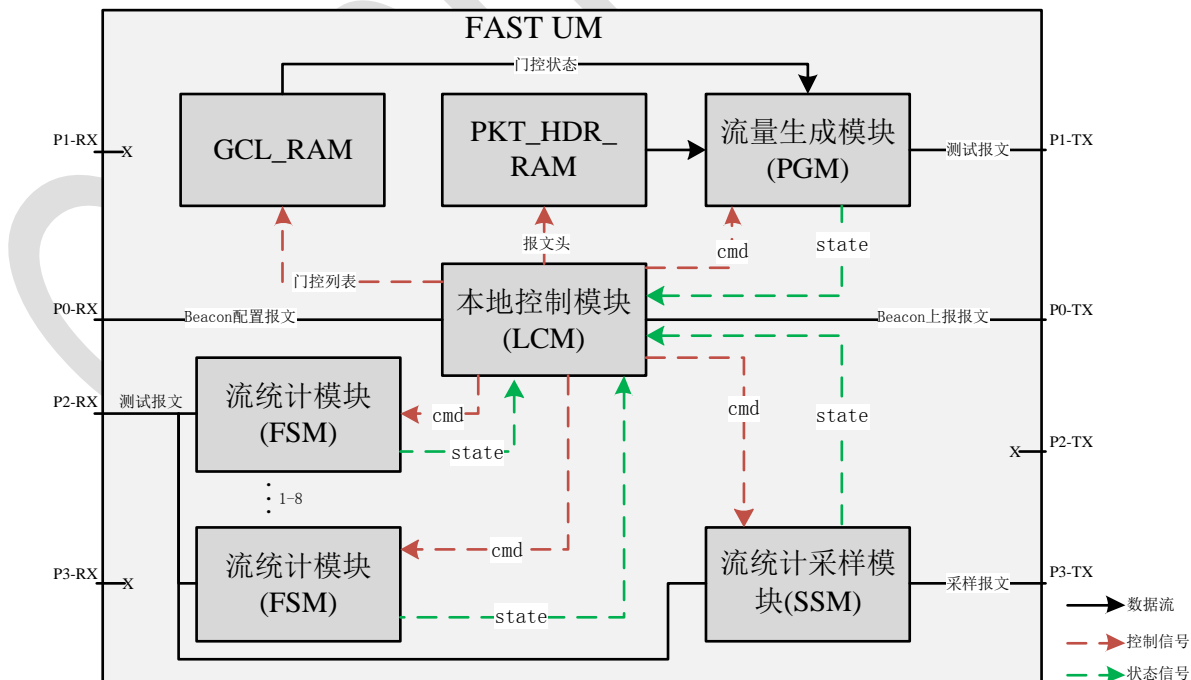 FAST UM
门控状态
GCL_RAM
PKT_HDR_
RAM
流量生成模块
(PGM)
P1-RX
X
测试报文
P1-TX
报文头
cmd
state
门控列表
本地控制模块
(LCM)
P0-RX
Beacon配置报文
Beacon上报报文
P0-TX
P2-RX
测试报文
流统计模块
(FSM)
cmd
state
cmd
state
X
P2-TX
1-8
流统计模块
(FSM)
cmd
state
P3-RX
X
流统计采样模
块(SSM)
采样报文
P3-TX
数据流
控制信号
状态信号